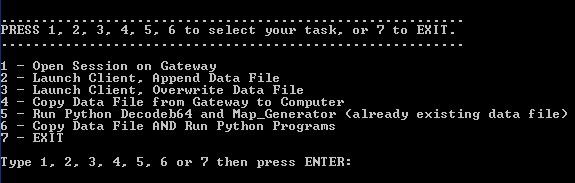 -----------------------------------------------------------
PRESS 1, 2, 3, 4, 5, 6 to select your task, or 7 to EXIT.
-----------------------------------------------------------
1 - Open Session on Gateway
2 - Launch Client, Append Data File
3 - Launch Client, Overwrite Data File
4 - Copy Data File from Gateway to Computer
5 - Run Python Decodeb64 and Map_Generator (already existing data file)
6 - Copy Data File AND Run Python Programs
7 - EXIT
Type 1, 2, 3, 4, 5, 6 or 7 then press ENTER: